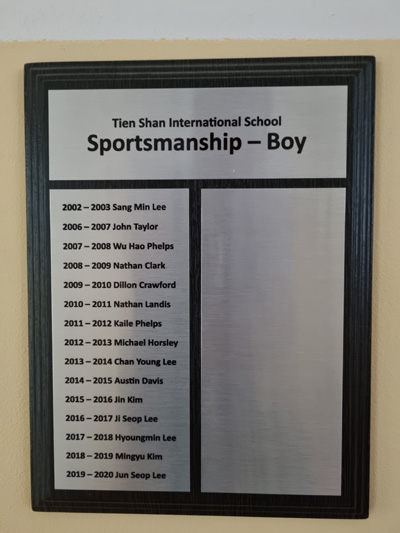 Tien Shan International School
Sportsmanship – Boy
2002 – 2003 Sang Min Lee
2006 – 2007 John Taylor
2007 – 2008 Wu Hao Phelps
2008 – 2009 Nathan Clark
2009 – 2010 Dillon Crawford
2010 – 2011 Nathan Landis
2011 – 2012 Kaile Phelps
2012 – 2013 Michael Horsley
2013 – 2014 Chan Young Lee
2014 – 2015 Austin Davis
2015 – 2016 Jin Kim
2016 – 2017 Ji Seop Lee
2017 – 2018 Hyoungmin Lee
2018 – 2019 Mingyu Kim
2019 – 2020 Jun Seop Lee